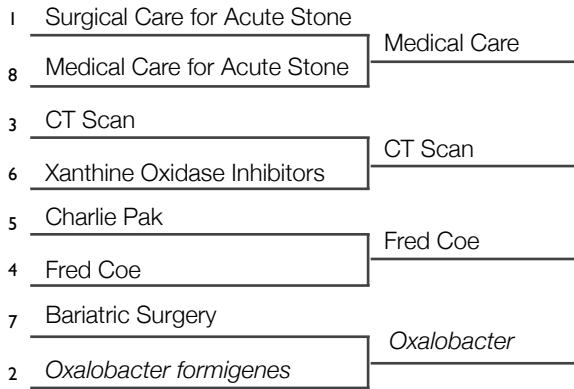 1 Surgical Care for Acute Stone
Medical Care
8 Medical Care for Acute Stone
3 CT Scan
CT Scan
6 Xanthine Oxidase Inhibitors
5 Charlie Pak
Fred Coe
4 Fred Coe
7 Bariatric Surgery
Oxalobacter
2 Oxalobacter formigenes